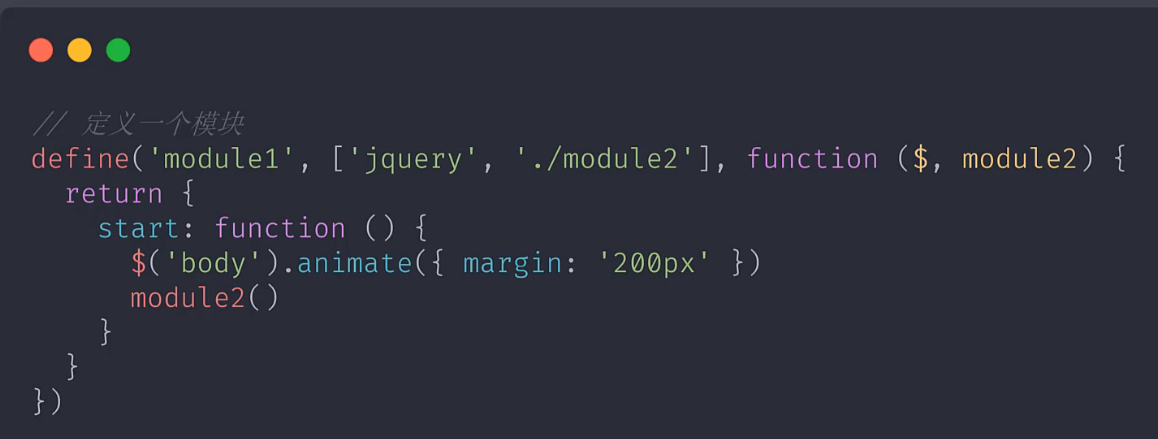 // 定义一个模块
define('module1', ['jquery', './module2'], function ($, module2) {
  return {
    start: function () {
      $('body').animate({ margin: '200px' })
      module2()
    }
  }
})